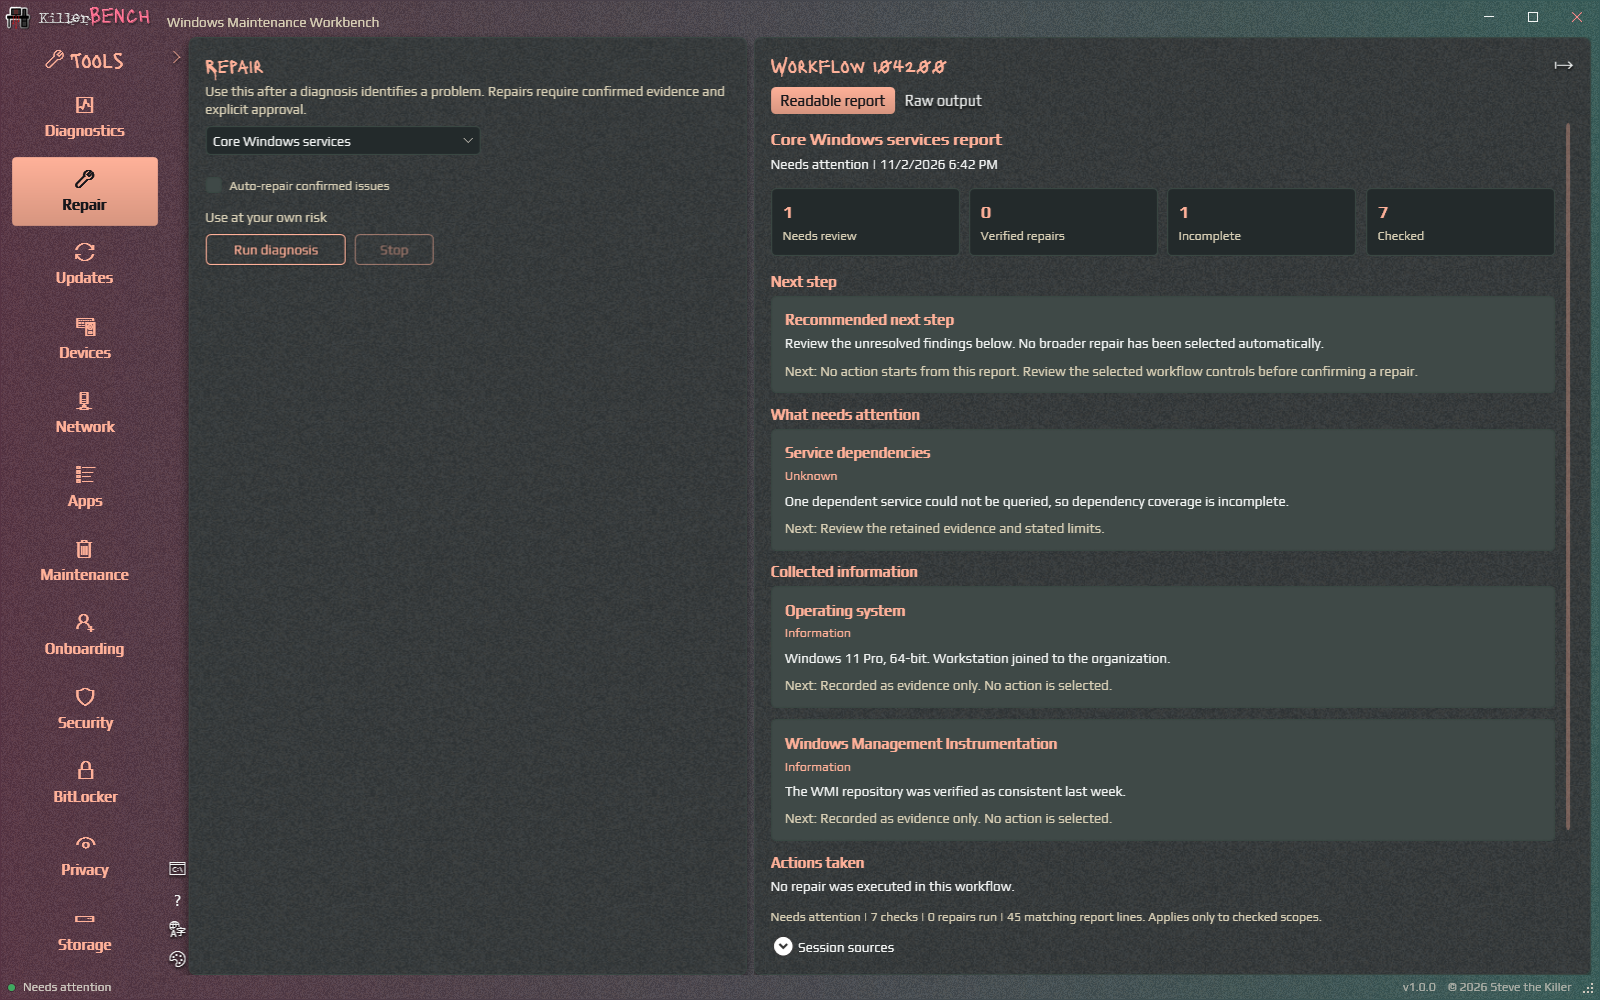 KillerBENCH
Windows Maintenance Workbench
TOOLS
Diagnostics
Repair
Updates
Devices
Network
Apps
Maintenance
Onboarding
Security
BitLocker
Privacy
Storage
C:\
?
REPAIR
Use this after a diagnosis identifies a problem. Repairs require confirmed evidence and
explicit approval.
Core Windows services
Auto-repair confirmed issues
Use at your own risk
Run diagnosis
Stop
WORKFLOW 104200
Readable report
Raw output
Core Windows services report
Needs attention | 11/2/2026 6:42 PM
1
Needs review
0
Verified repairs
1
Incomplete
7
Checked
Next step
Recommended next step
Review the unresolved findings below. No broader repair has been selected automatically.
Next: No action starts from this report. Review the selected workflow controls before confirming a repair.
What needs attention
Service dependencies
Unknown
One dependent service could not be queried, so dependency coverage is incomplete.
Next: Review the retained evidence and stated limits.
Collected information
Operating system
Information
Windows 11 Pro, 64-bit. Workstation joined to the organization.
Next: Recorded as evidence only. No action is selected.
Windows Management Instrumentation
Information
The WMI repository was verified as consistent last week.
Next: Recorded as evidence only. No action is selected.
Actions taken
No repair was executed in this workflow.
Needs attention | 7 checks | 0 repairs run | 45 matching report lines. Applies only to checked scopes.
Session sources
Needs attention
v1.0.0
© 2026 Steve the Killer